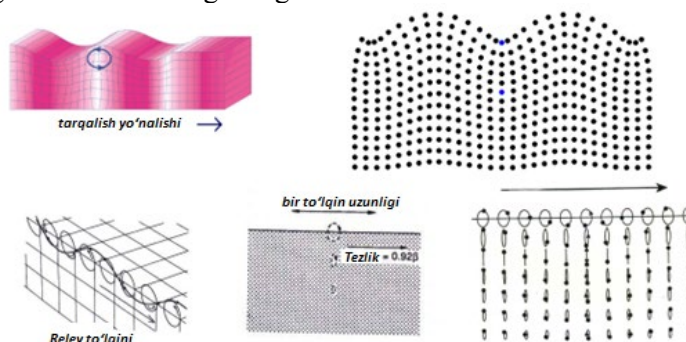 tarqalish yo‘nalishi
bir to‘lqin uzunligi
Tezlik = 0.92β
Reley to‘lqini